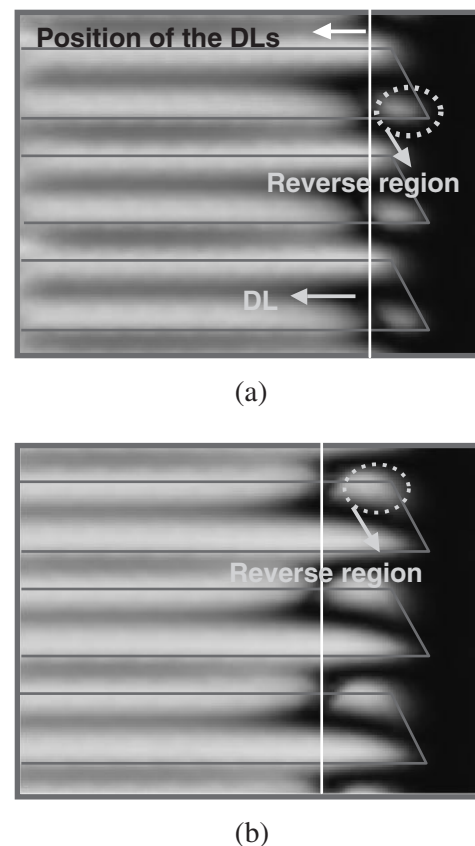 Position of the DLs
Reverse region
DL
(a)
Reverse region
(b)